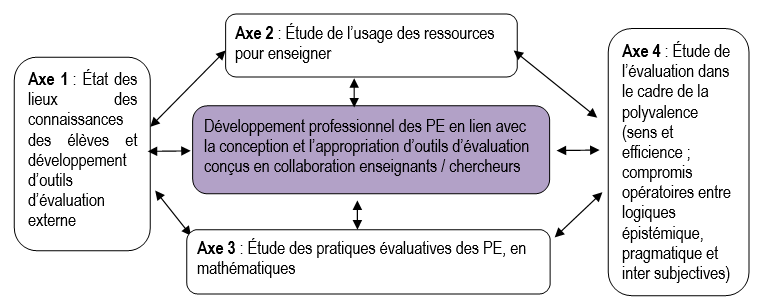 Axe 1 : État des
lieux des
connaissances
des élèves et
développement
d'outils
d'évaluation
externe
Axe 2 : Étude de l'usage des ressources
pour enseigner
Développement professionnel des PE en lien avec
la conception et l'appropriation d'outils d'évaluation
conçus en collaboration enseignants / chercheurs
Axe 3 : Étude des pratiques évaluatives des PE, en
mathématiques
Axe 4 : Étude de
l'évaluation dans
le cadre de la
polyvalence
(sens et
efficience ;
compromis
opératoires entre
logiques
épistémique,
pragmatique et
inter subjectives)